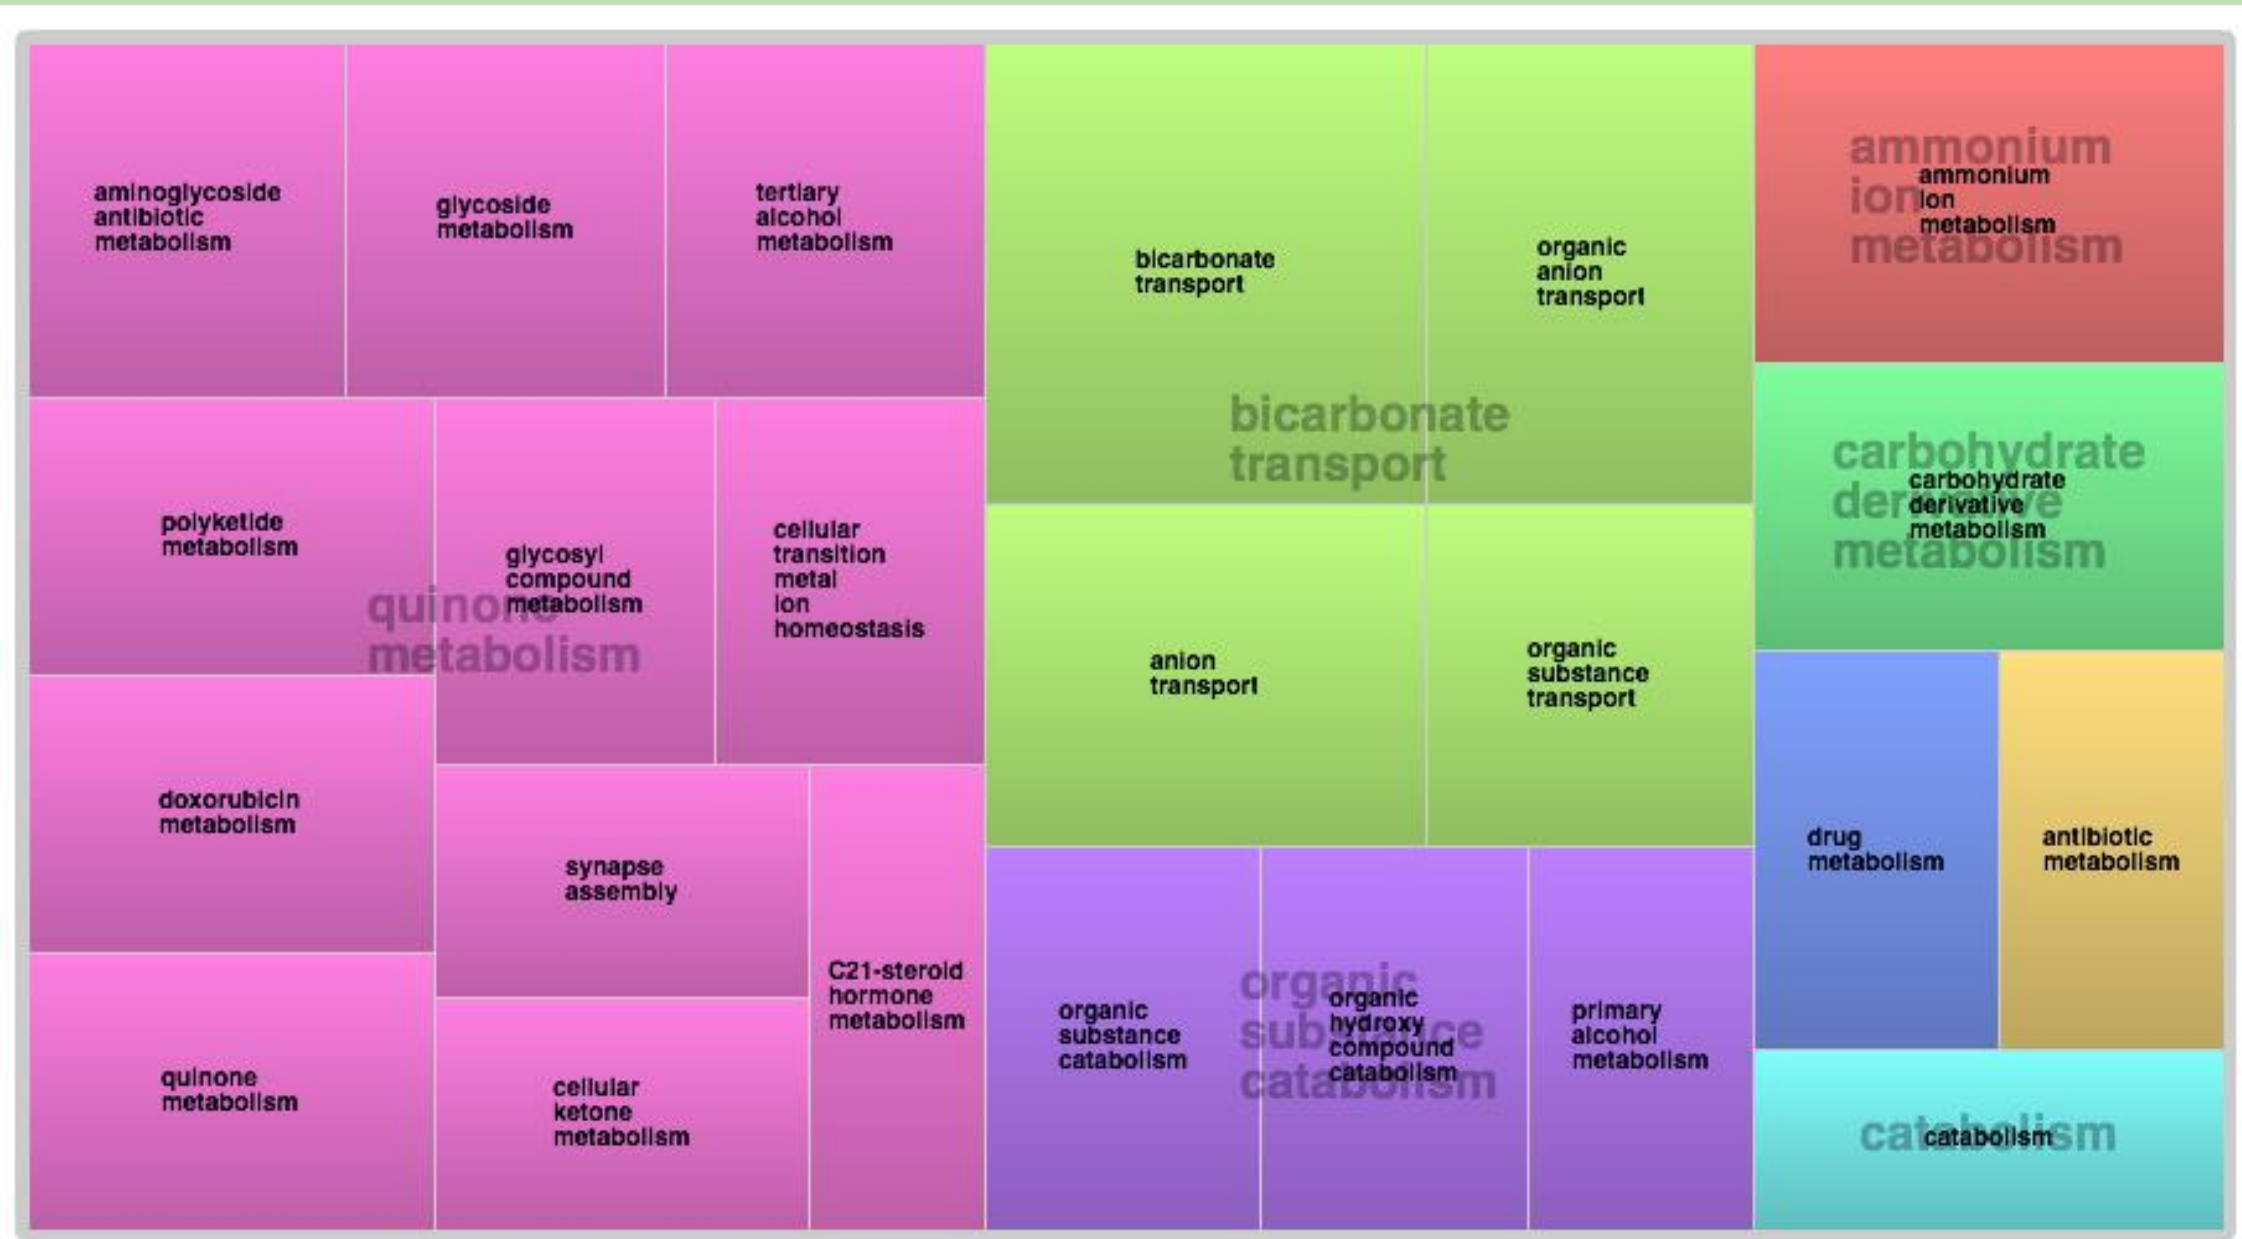 aminoglycoside
antibiotic
metabolism
glycoside
metabolism
tertiary
alcohol
metabolism
polyketide
metabolism
glycosyl
compound
metabolism
cellular
transition
metal
ion
homeostasis
quinone
metabolism
doxorubicin
metabolism
synapse
assembly
C21-steroid
hormone
metabolism
quinone
metabolism
cellular
ketone
metabolism
bicarbonate
transport
organic
anion
transport
bicarbonate
transport
anion
transport
organic
substance
transport
organic
substance
catabolism
organic
hydroxy
compound
catabolism
organic
substance
catabolism
primary
alcohol
metabolism
ammonium
ion
metabolism
ammonium
ion
metabolism
carbohydrate
derivative
metabolism
carbohydrate
derivative
metabolism
drug
metabolism
antibiotic
metabolism
catabolism
catabolism